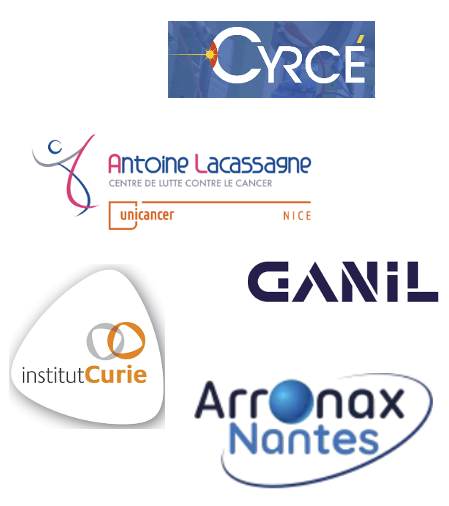 CYRCÉ
Antoine Lacassagne
CENTRE DE LUTTE CONTRE LE CANCER
unicancer NICE
GANiL
institutCurie
Arronax
Nantes